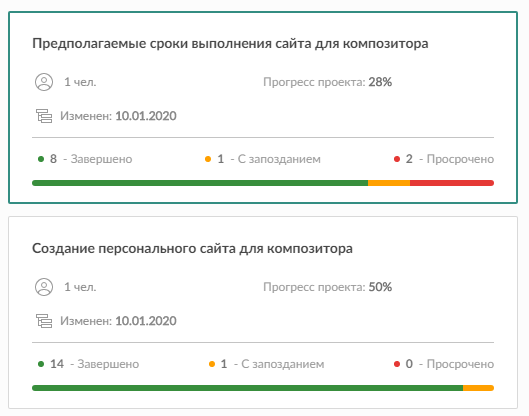 Предполагаемые сроки выполнения сайта для композитора
1 чел. Прогресс проекта: 28%
Изменен: 10.01.2020
8 - Завершено 1 - С запозданием 2 - Просрочено
Создание персонального сайта для композитора
1 чел. Прогресс проекта: 50%
Изменен: 10.01.2020
14 - Завершено 1 - С запозданием 0 - Просрочено